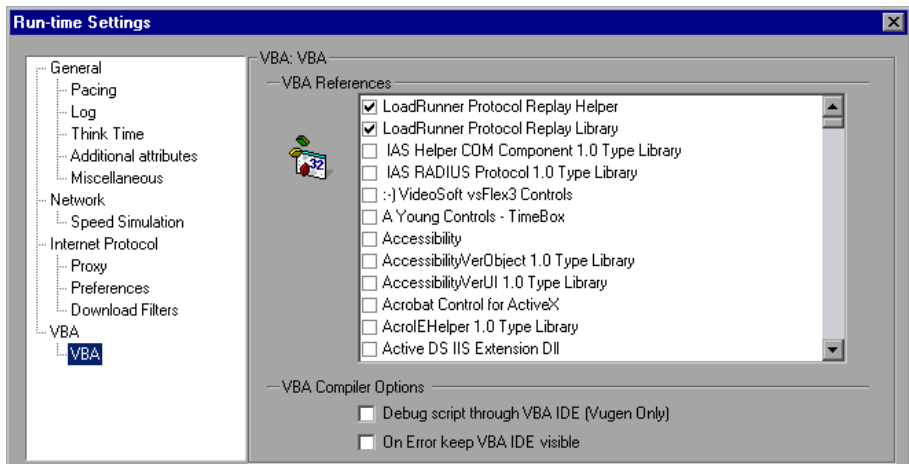 Run-time Settings
General
Pacing
Log
Think Time
Additional attributes
Miscellaneous
Network
Speed Simulation
Internet Protocol
Proxy
Preferences
Download Filters
VBA
VBA
VBA: VBA
VBA References
32
LoadRunner Protocol Replay Helper
LoadRunner Protocol Replay Library
IAS Helper COM Component 1.0 Type Library
IAS RADIUS Protocol 1.0 Type Library
:-) VideoSoft vsFlex3 Controls
A Young Controls - TimeBox
Accessibility
AccessibilityVerObject 1.0 Type Library
AccessibilityVerUI 1.0 Type Library
Acrobat Control for ActiveX
AcroIEHelper 1.0 Type Library
Active DS IIS Extension Dll
VBA Compiler Options
Debug script through VBA IDE (Vugen Only)
On Error keep VBA IDE visible